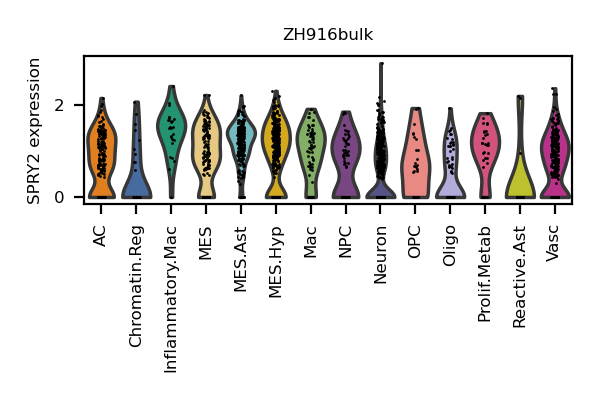 ZH916bulk
SPRY2 expression
2
0
AC
Chromatin.Reg
Inflammatory.Mac
MES
MES.Ast
MES.Hyp
Mac
NPC
Neuron
OPC
Oligo
Prolif.Metab
Reactive.Ast
Vasc